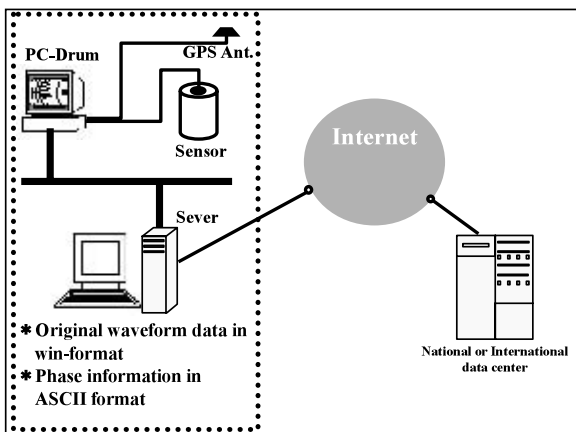 PC-Drum
GPS Ant.
Sensor
Internet
Sever
* Original waveform data in
win-format
* Phase information in
ASCII format
National or International
data center